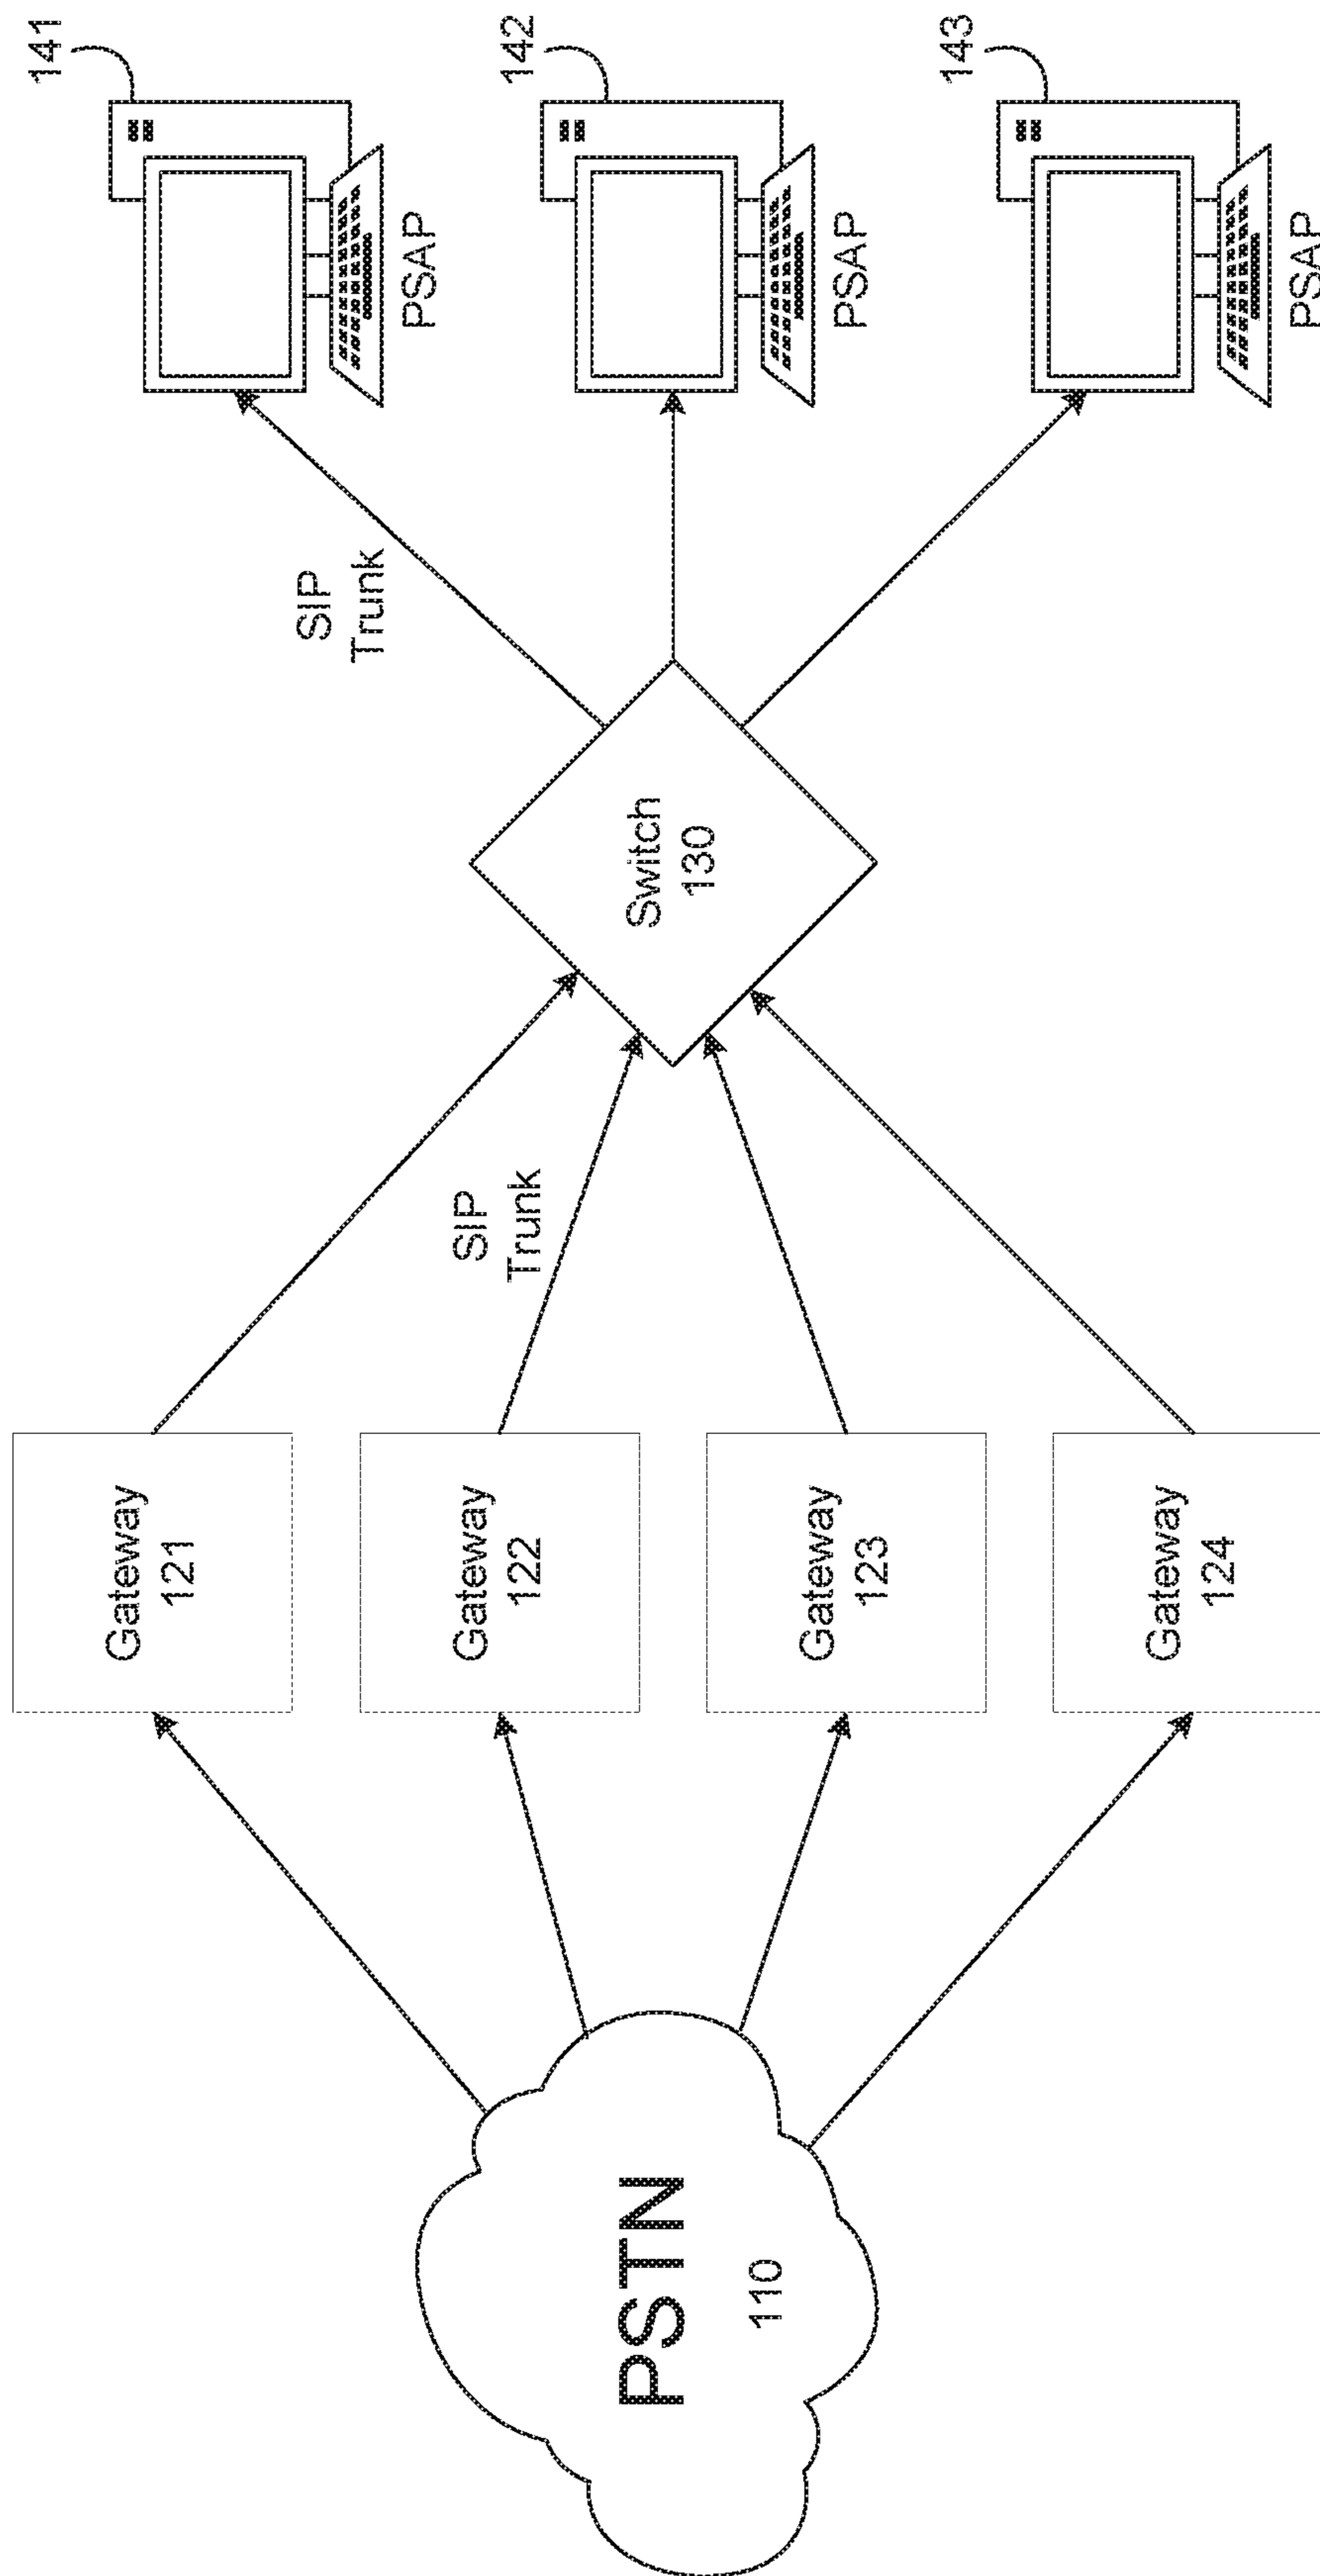 PSTN
110
Gateway
121
Gateway
122
Gateway
123
Gateway
124
SIP
Trunk
Switch
130
SIP
Trunk
141
PSAP
142
PSAP
143
PSAP